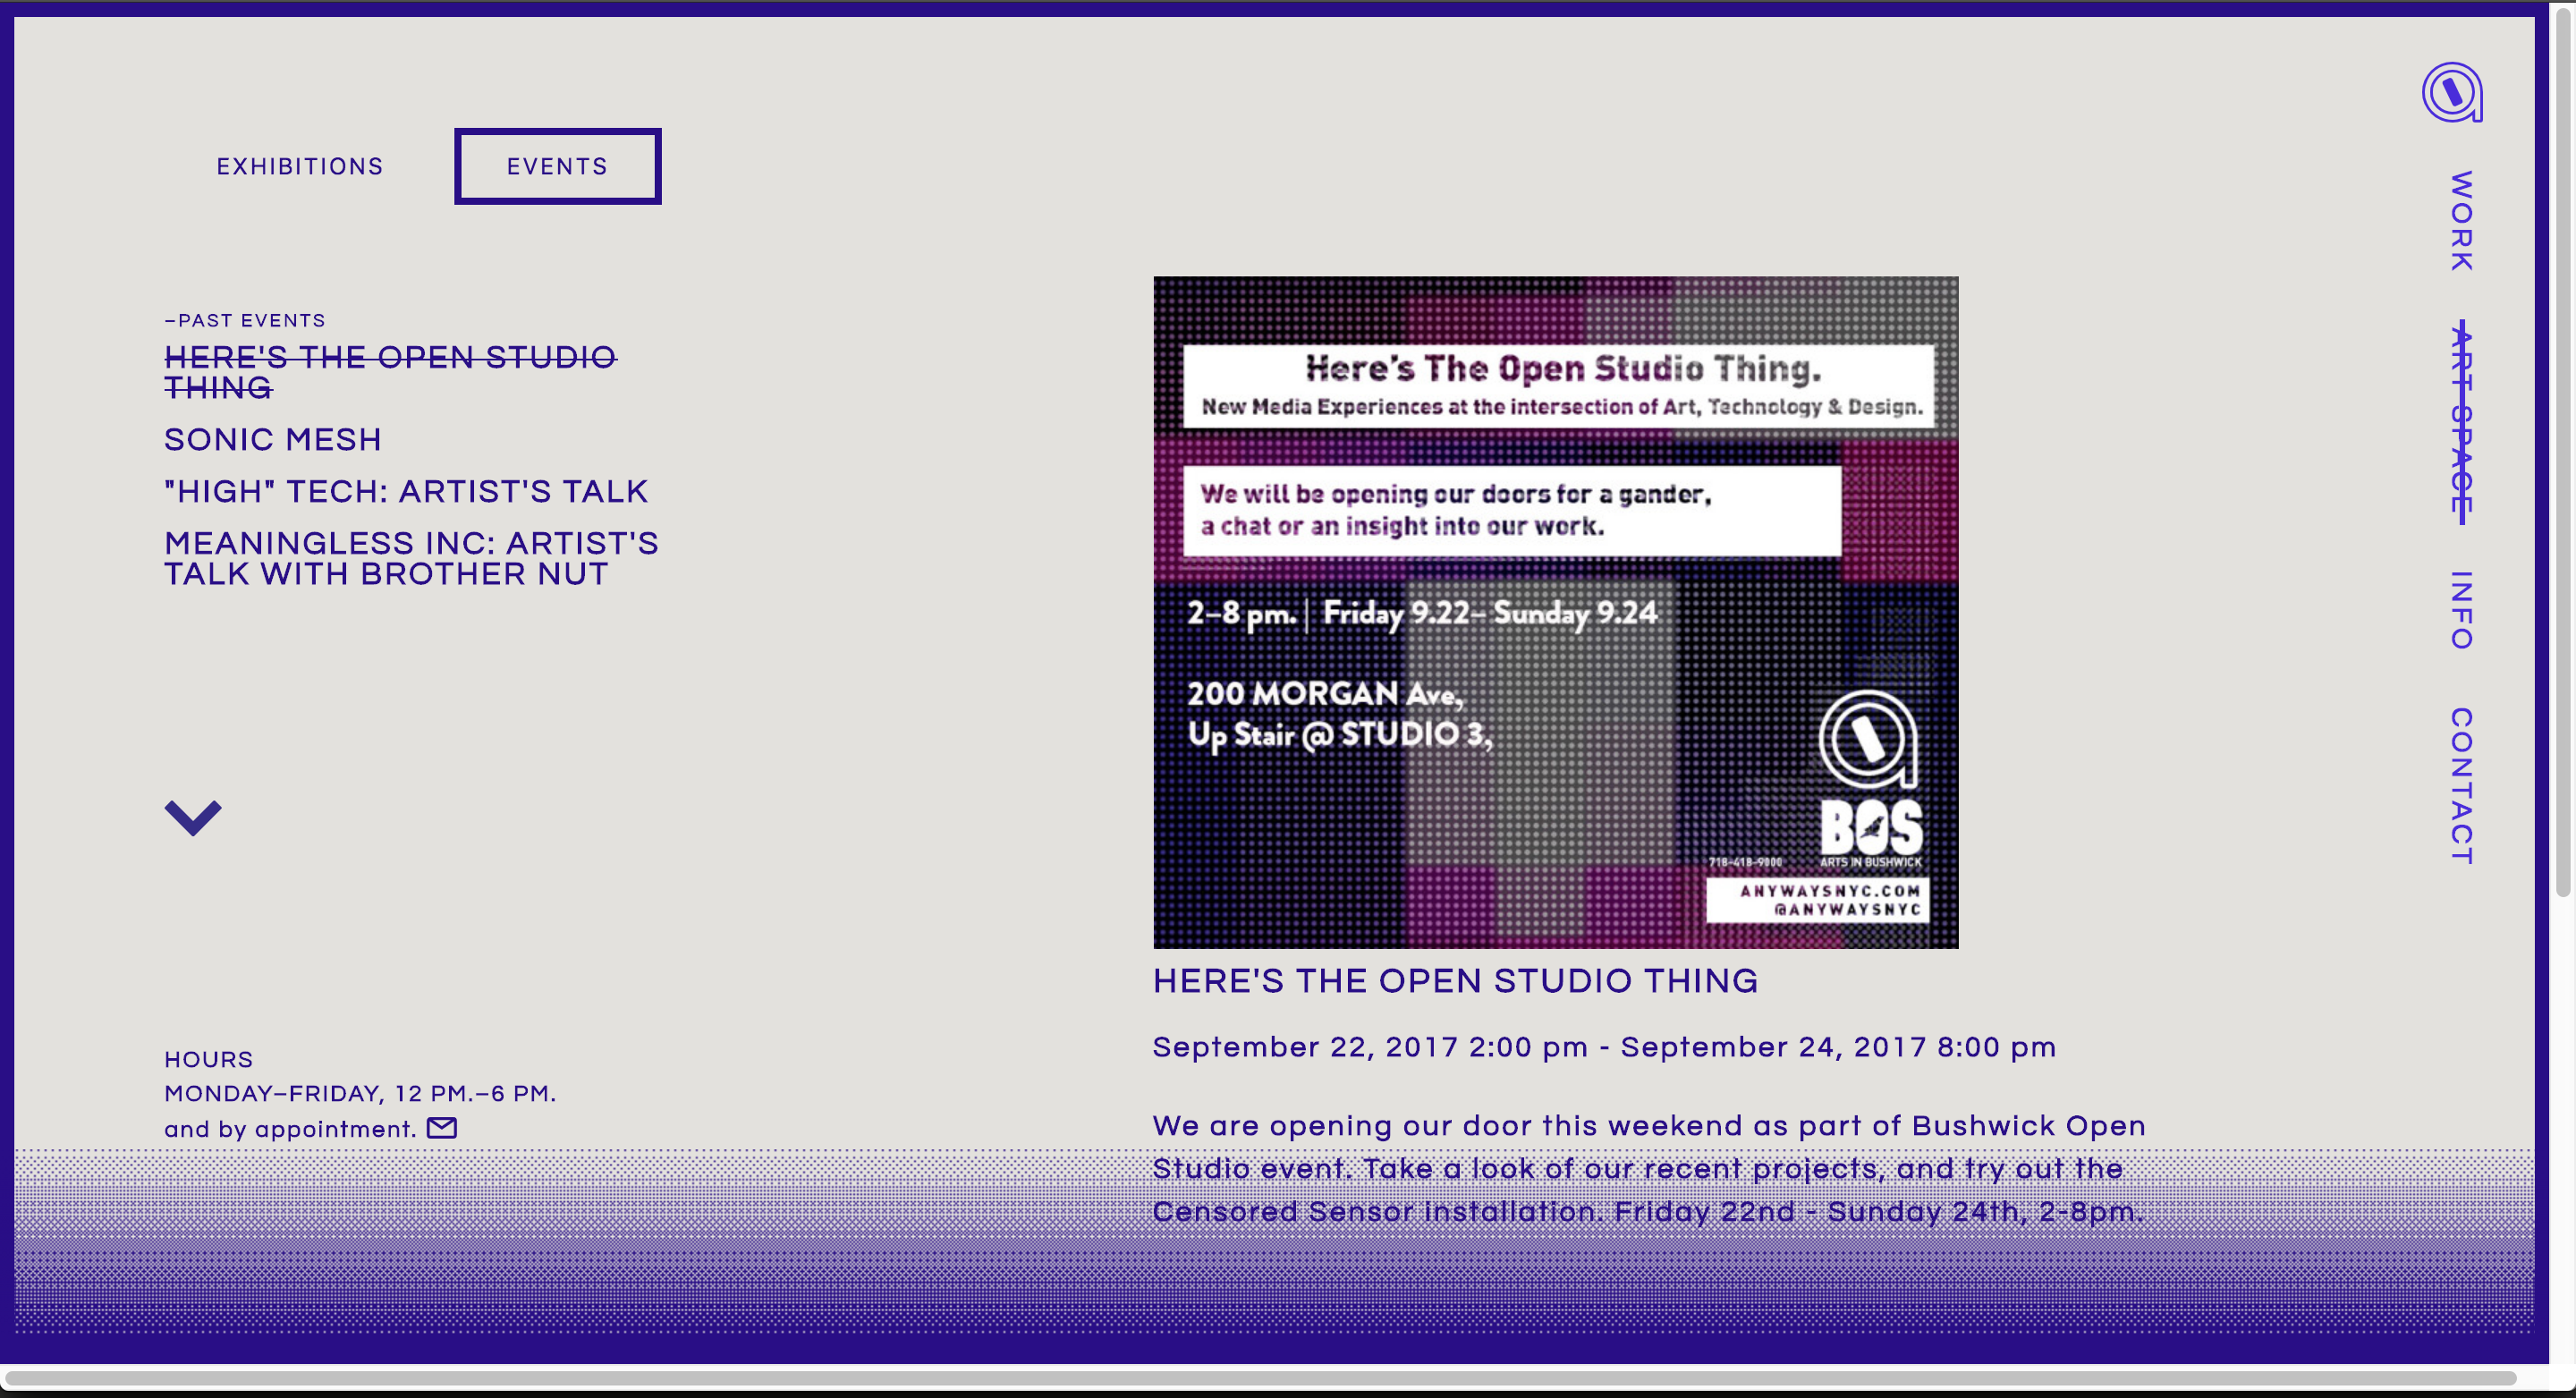 EXHIBITIONS
EVENTS
–PAST EVENTS
HERE'S THE OPEN STUDIO
THING
SONIC MESH
"HIGH" TECH: ARTIST'S TALK
MEANINGLESS INC: ARTIST'S
TALK WITH BROTHER NUT
HOURS
MONDAY–FRIDAY, 12 PM.–6 PM.
and by appointment.
Here's The Open Studio Thing.
New Media Experiences at the intersection of Art, Technology & Design.
We will be opening our doors for a gander,
a chat or an insight into our work.
2–8 pm. | Friday 9.22– Sunday 9.24
200 MORGAN Ave,
Up Stair @ STUDIO 3,
BOS
718-418-9000
ARTS IN BUSHWICK
ANYWAYSNYC.COM
@ANYWAYSNYC
HERE'S THE OPEN STUDIO THING
September 22, 2017 2:00 pm - September 24, 2017 8:00 pm
We are opening our door this weekend as part of Bushwick Open
Studio event. Take a look of our recent projects, and try out the
Censored Sensor installation. Friday 22nd - Sunday 24th, 2-8pm.
WORK
ART SPACE
INFO
CONTACT